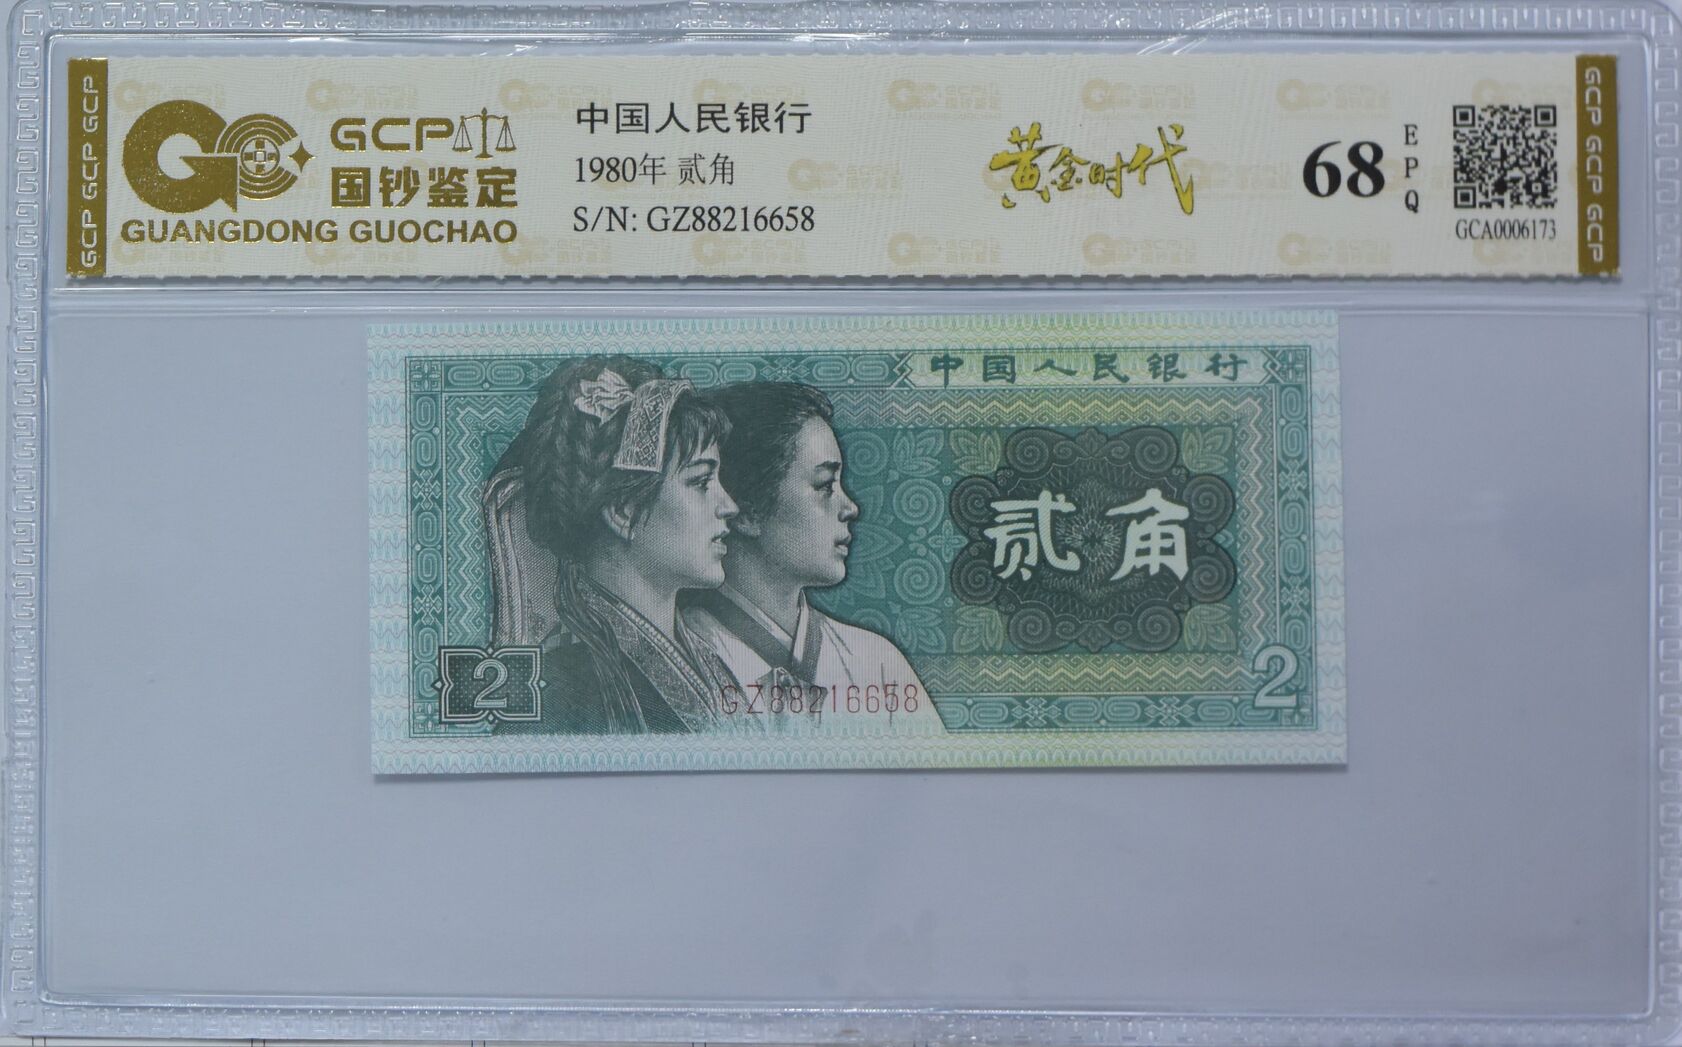 GCP GCP GCP
GCP
国钞鉴定
GUANGDONG GUOCHAO
中国人民银行
1980年 贰角
S/N: GZ88216658
黄金时代
68
EPQ
GCA0006173
GCP GCP GCP
中国人民银行
贰角
2
2
GZ88216658